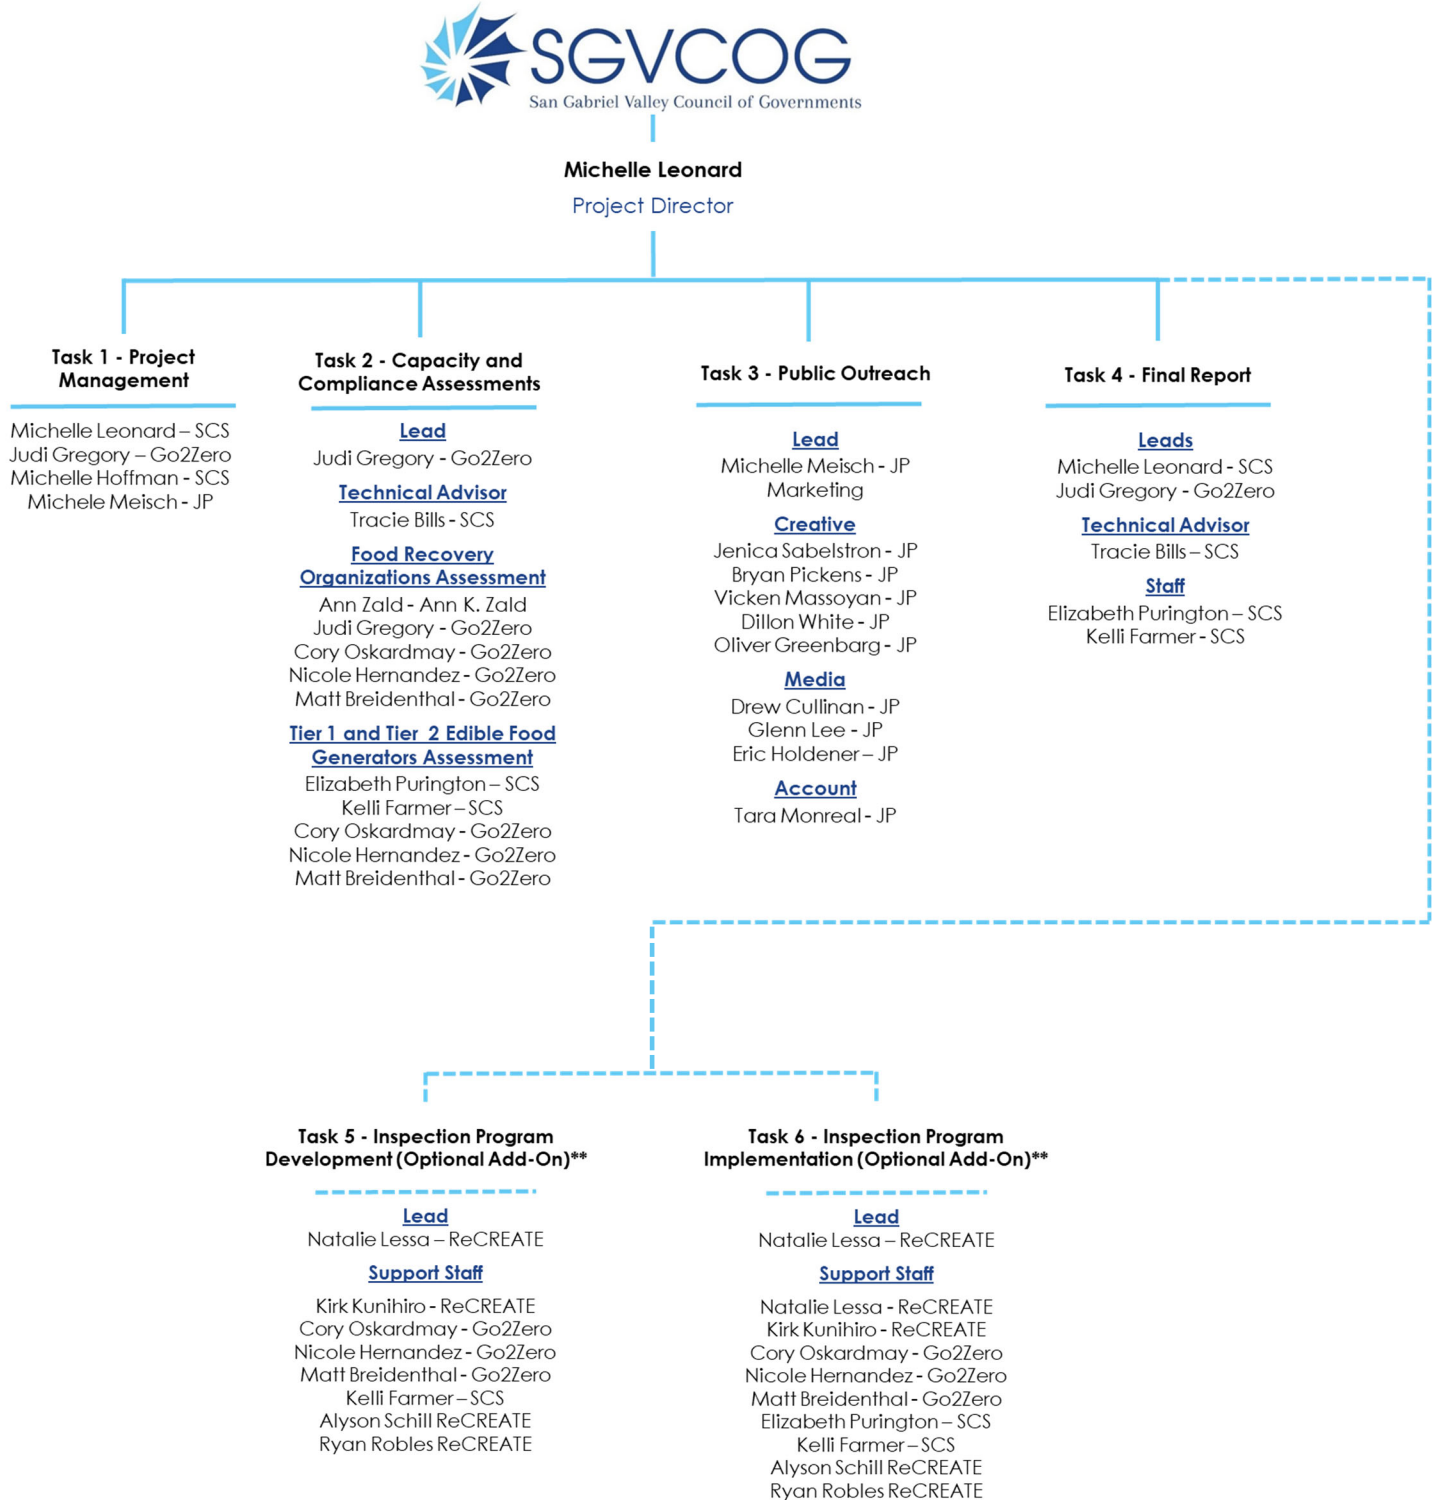 SGVCOG
San Gabriel Valley Council of Governments
Michelle Leonard
Project Director
Task 1 - Project
Management
Michelle Leonard – SCS
Judi Gregory – Go2Zero
Michelle Hoffman - SCS
Michele Meisch - JP
Task 2 - Capacity and
Compliance Assessments
Lead
Judi Gregory - Go2Zero
Technical Advisor
Tracie Bills - SCS
Food Recovery
Organizations Assessment
Ann Zald - Ann K. Zald
Judi Gregory - Go2Zero
Cory Oskardmay - Go2Zero
Nicole Hernandez - Go2Zero
Matt Breidenthal - Go2Zero
Tier 1 and Tier 2 Edible Food
Generators Assessment
Elizabeth Purington – SCS
Kelli Farmer – SCS
Cory Oskardmay - Go2Zero
Nicole Hernandez - Go2Zero
Matt Breidenthal - Go2Zero
Task 3 - Public Outreach
Lead
Michelle Meisch - JP
Marketing
Creative
Jenica Sabelstron - JP
Bryan Pickens - JP
Vicken Massoyan - JP
Dillon White - JP
Oliver Greenbarg - JP
Media
Drew Cullinan - JP
Glenn Lee - JP
Eric Holdener – JP
Account
Tara Monreal - JP
Task 4 - Final Report
Leads
Michelle Leonard - SCS
Judi Gregory - Go2Zero
Technical Advisor
Tracie Bills – SCS
Staff
Elizabeth Purington – SCS
Kelli Farmer - SCS
Task 5 - Inspection Program
Development (Optional Add-On)**
Lead
Natalie Lessa – ReCREATE
Support Staff
Kirk Kunihiro - ReCREATE
Cory Oskardmay - Go2Zero
Nicole Hernandez - Go2Zero
Matt Breidenthal - Go2Zero
Kelli Farmer – SCS
Alyson Schill ReCREATE
Ryan Robles ReCREATE
Task 6 - Inspection Program
Implementation (Optional Add-On)**
Lead
Natalie Lessa – ReCREATE
Support Staff
Natalie Lessa - ReCREATE
Kirk Kunihiro - ReCREATE
Cory Oskardmay - Go2Zero
Nicole Hernandez - Go2Zero
Matt Breidenthal - Go2Zero
Elizabeth Purington – SCS
Kelli Farmer – SCS
Alyson Schill ReCREATE
Ryan Robles ReCREATE